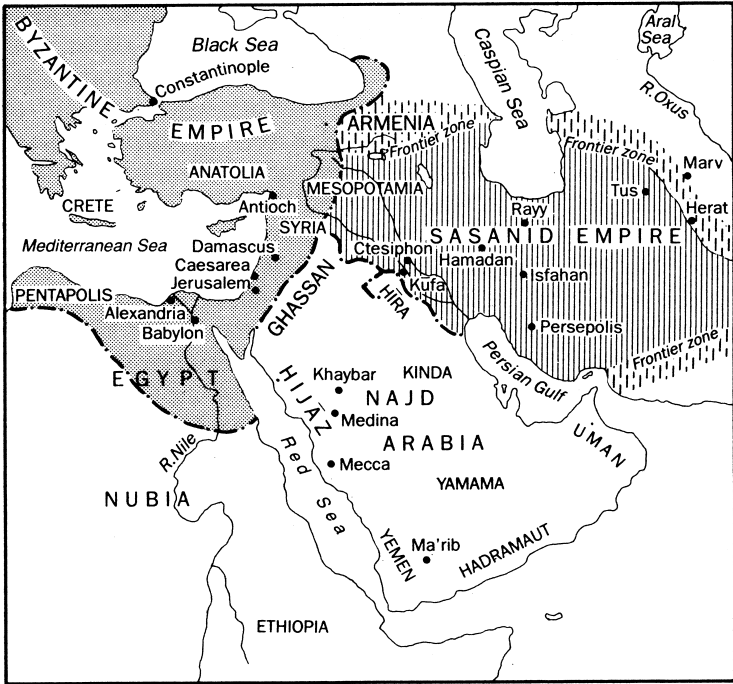 BYZANTINE
EMPIRE
Black Sea
Constantinople
Caspian Sea
Aral
Sea
R.Oxus
ARMENIA
Frontier zone
Frontier zone
Marv
ANATOLIA
MESOPOTAMIA
Tus
CRETE
Antioch
Rayy
Herat
SYRIA
SASANID EMPIRE
Mediterranean Sea
Damascus
Ctesiphon
Hamadan
Caesarea
Jerusalem
Kūfa
Isfahan
PENTAPOLIS
GHASSAN
HĪRA
Alexandria
Babylon
Persepolis
Frontier zone
EGYPT
Persian Gulf
KINDA
Khaybar
ḤIJĀZ
NAJD
Medina
UMAN
ARABIA
R.Nile
Red Sea
Mecca
YAMAMA
NUBIA
YEMEN
Ma'rib
HADRAMAUT
ETHIOPIA